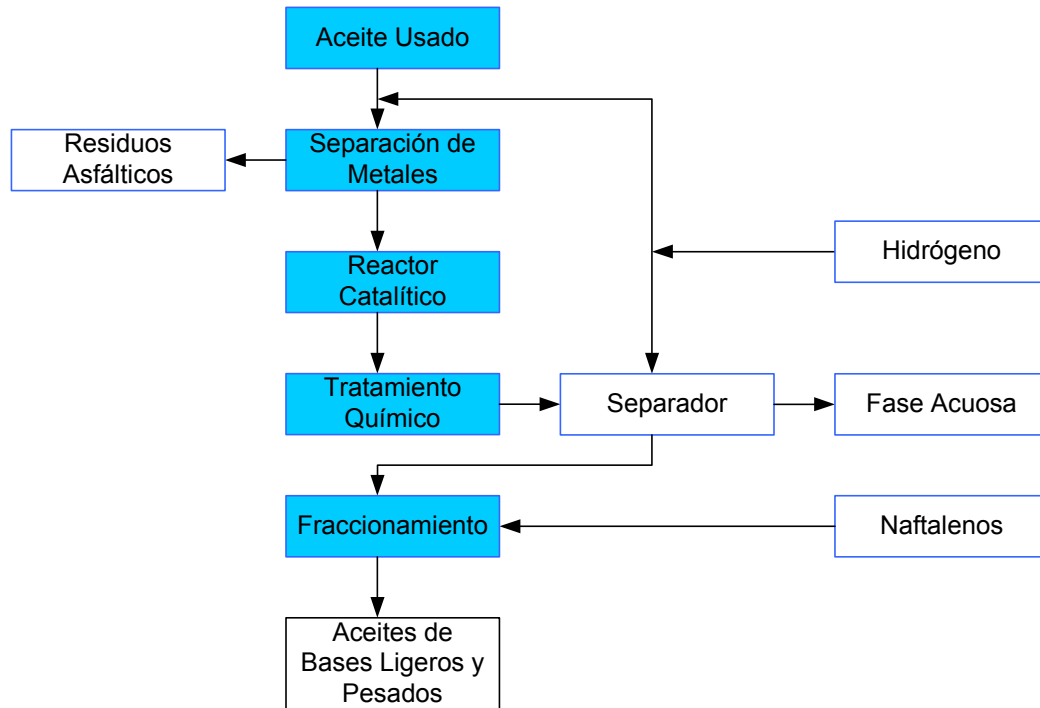 Aceite Usado
Residuos
Asfálticos
Separación de
Metales
Reactor
Catalítico
Hidrógeno
Tratamiento
Químico
Separador
Fase Acuosa
Fraccionamiento
Naftalenos
Aceites de
Bases Ligeros y
Pesados